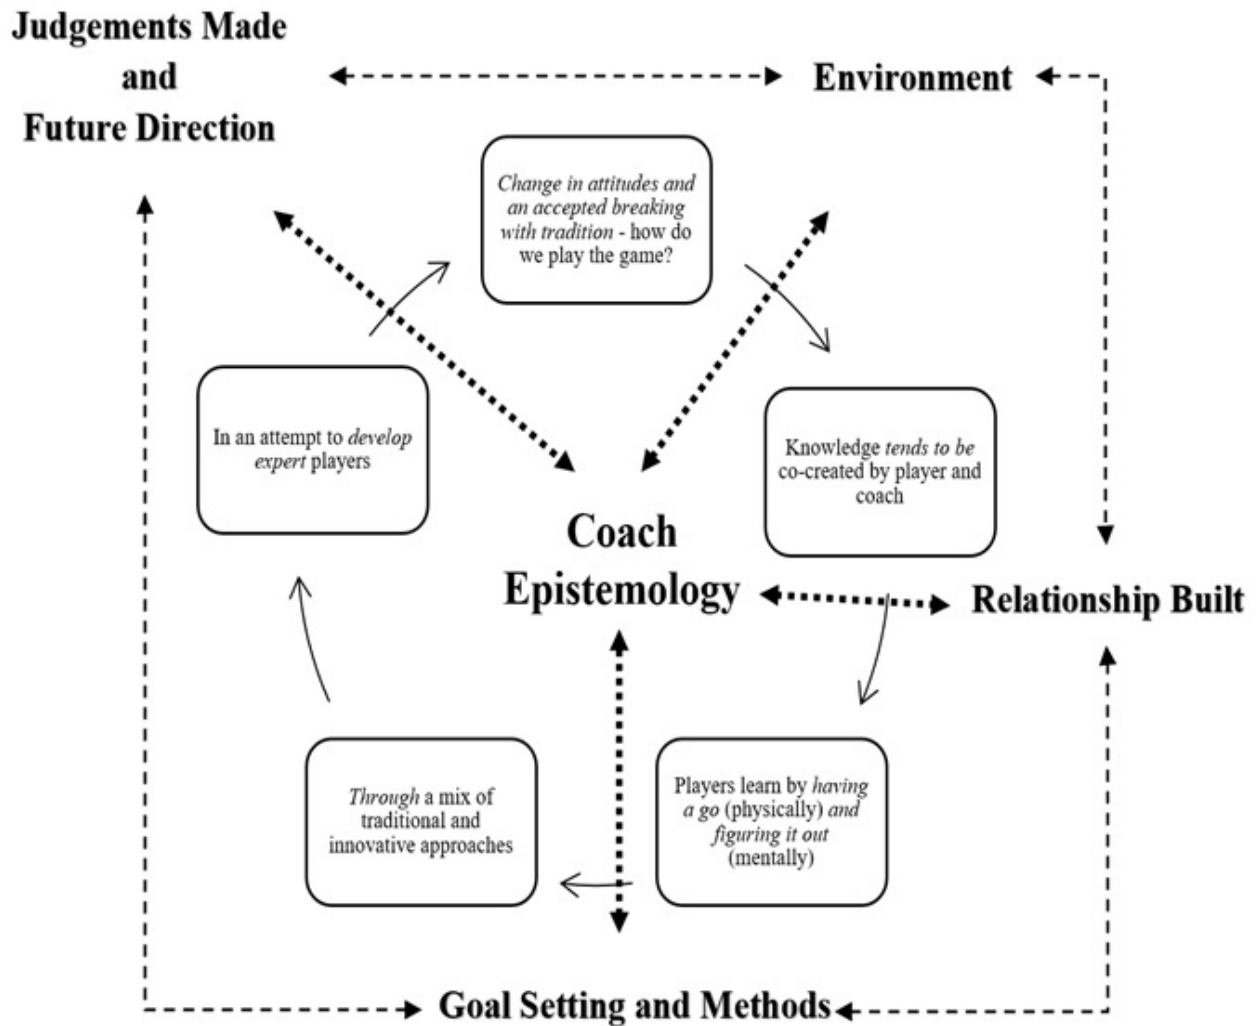 Judgements Made
and
Future Direction
Environment
Change in attitudes and
an accepted breaking
with tradition - how do
we play the game?
In an attempt to develop
expert players
Knowledge tends to be
co-created by player and
coach
Coach
Epistemology
Relationship Built
Through a mix of
traditional and
innovative approaches
Players learn by having
a go (physically) and
figuring it out
(mentally)
Goal Setting and Methods